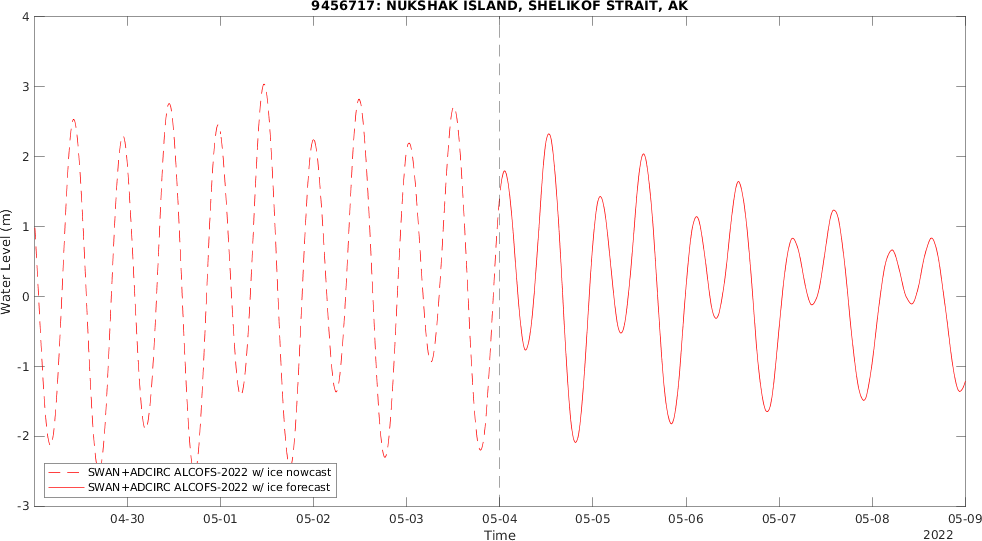 9456717: NUKSHAK ISLAND, SHELIKOF STRAIT, AK
4
3
2
1
0
-1
-2
-3
Water Level (m)
SWAN+ADCIRC ALCOFS-2022 w/ ice nowcast
SWAN+ADCIRC ALCOFS-2022 w/ ice forecast
04-30 05-01 05-02 05-03 05-04 05-05 05-06 05-07 05-08 05-09
Time
2022